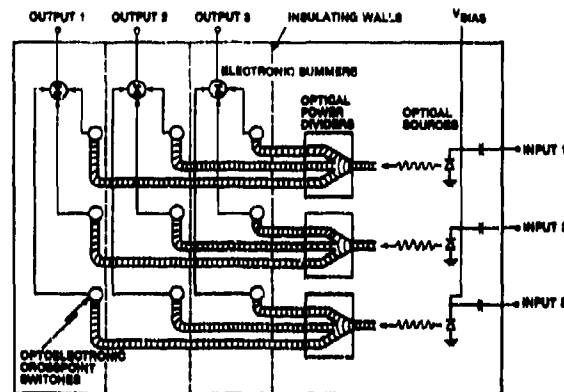 OUTPUT 1
OUTPUT 2
OUTPUT 3
INSULATING WALLS
VBIAS
ELECTRONIC SUMMERS
OPTICAL
POWER
DIVIDERS
OPTICAL
SOURCES
INPUT 1
INPUT 2
INPUT 3
OPTOELECTRONIC
CROSSPOINT
SWITCHES